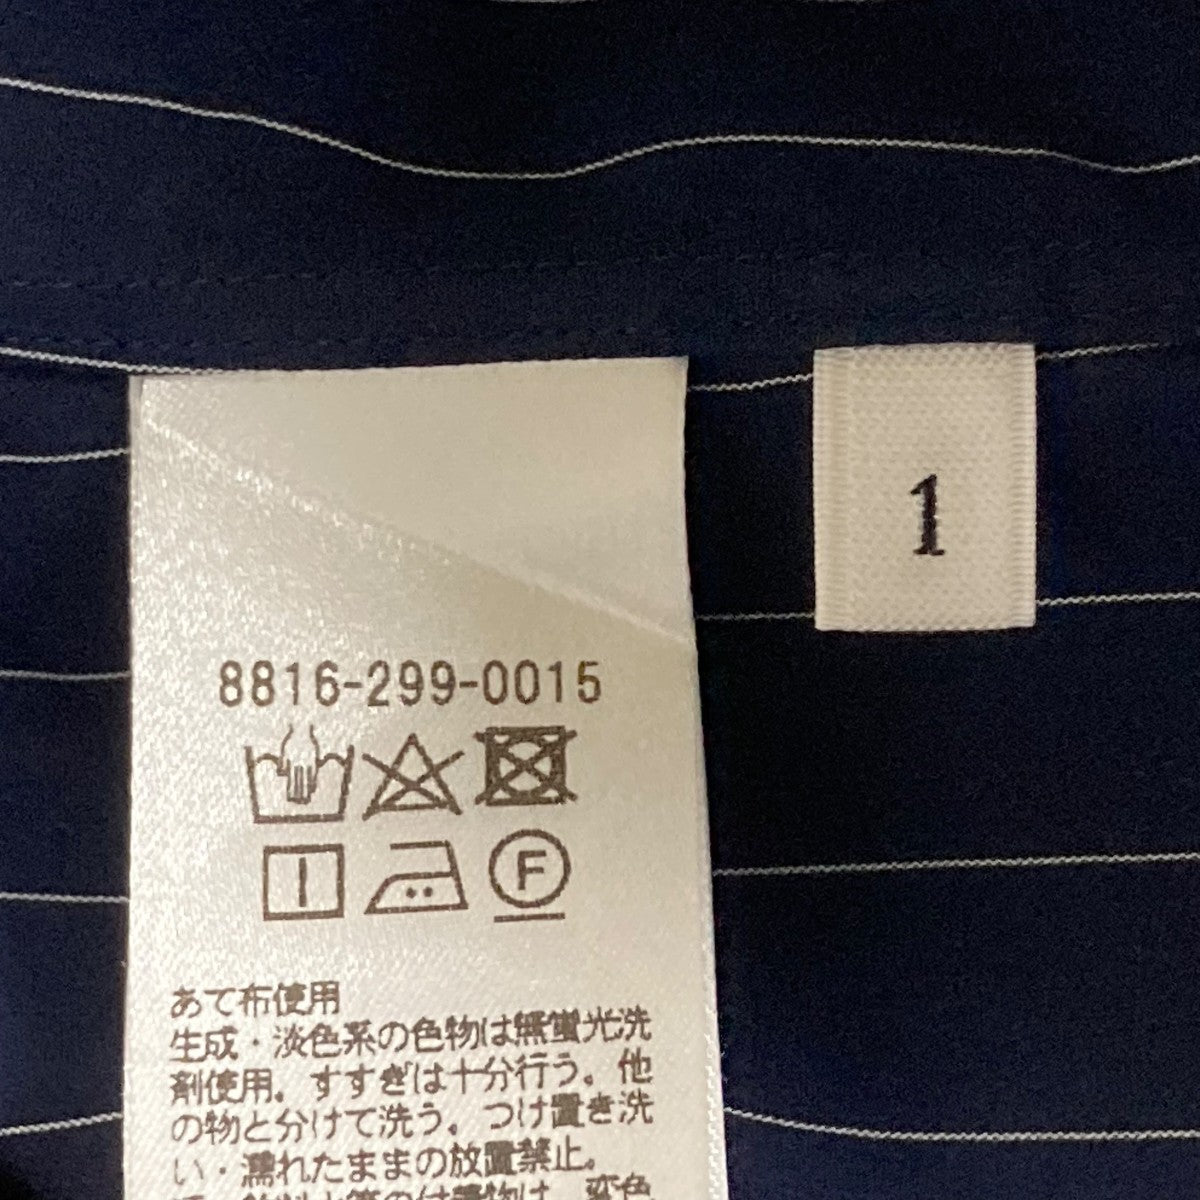 1
8816-299-0015
F
あて布使用
生成・淡色系の色物は無蛍光洗
剤使用。すすぎは十分行う。他
の物と分けて洗う。つけ置き洗
い・濡れたままの放置禁止。